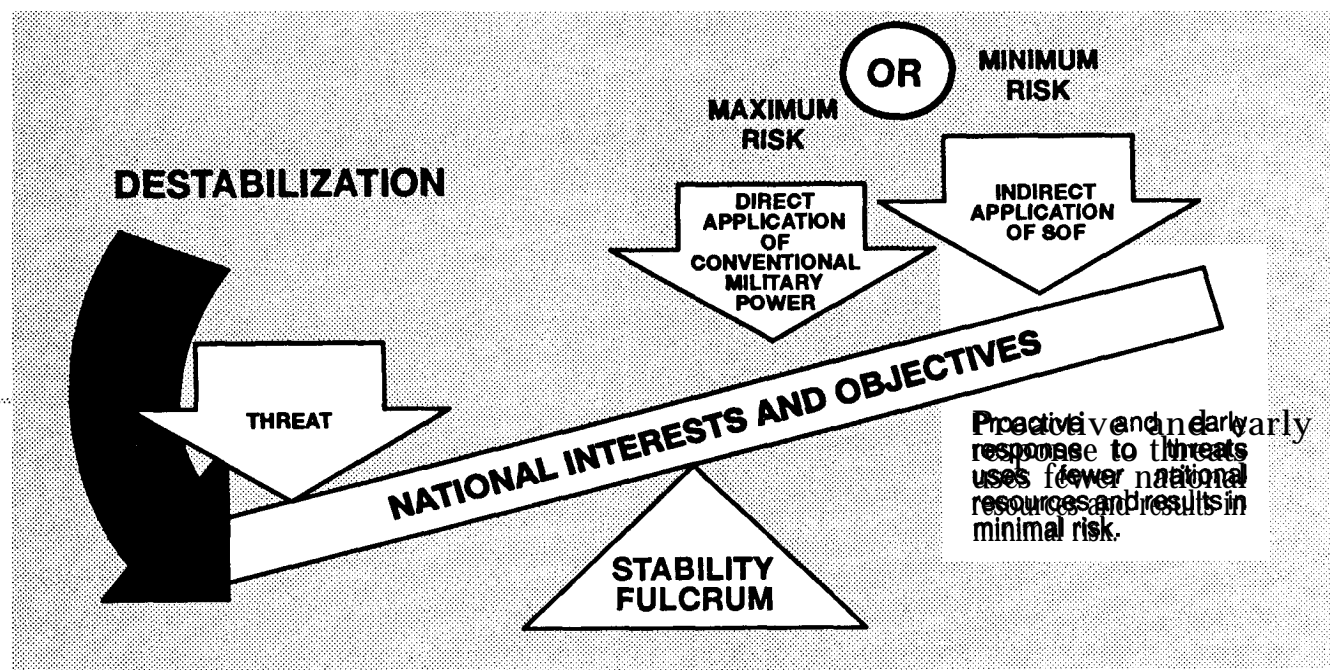 OR
MINIMUM
RISK
MAXIMUM
RISK
DESTABILIZATION
DIRECT
APPLICATION
OF
CONVENTIONAL
MILITARY
POWER
INDIRECT
APPLICATION
OF SOF
THREAT
NATIONAL INTERESTS AND OBJECTIVES
STABILITY
FULCRUM
Proactive and early
response to threats
uses fewer national
resources and results in
minimal risk.